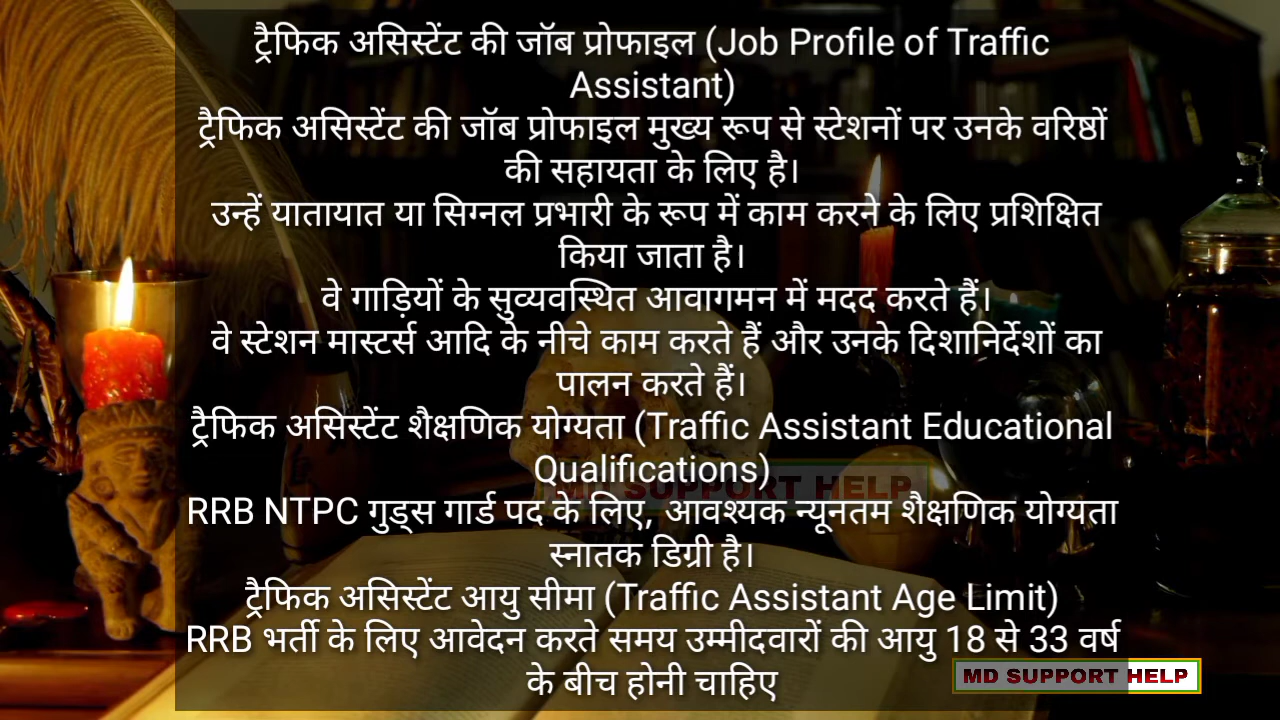 ट्रैफिक असिस्टेंट की जॉब प्रोफाइल (Job Profile of Traffic
Assistant)
ट्रैफिक असिस्टेंट की जॉब प्रोफाइल मुख्य रूप से स्टेशनों पर उनके वरिष्ठों
की सहायता के लिए है।
उन्हें यातायात या सिग्नल प्रभारी के रूप में काम करने के लिए प्रशिक्षित
किया जाता है।
वे गाड़ियों के सुव्यवस्थित आवागमन में मदद करते हैं।
वे स्टेशन मास्टर्स आदि के नीचे काम करते हैं और उनके दिशानिर्देशों का
पालन करते हैं।
ट्रैफिक असिस्टेंट शैक्षणिक योग्यता (Traffic Assistant Educational
Qualifications)
MD SUPPORT HELP
RRB NTPC गुड्स गार्ड पद के लिए, आवश्यक न्यूनतम शैक्षणिक योग्यता
स्नातक डिग्री है।
ट्रैफिक असिस्टेंट आयु सीमा (Traffic Assistant Age Limit)
RRB भर्ती के लिए आवेदन करते समय उम्मीदवारों की आयु 18 से 33 वर्ष
के बीच होनी चाहिए
MD SUPPORT HELP